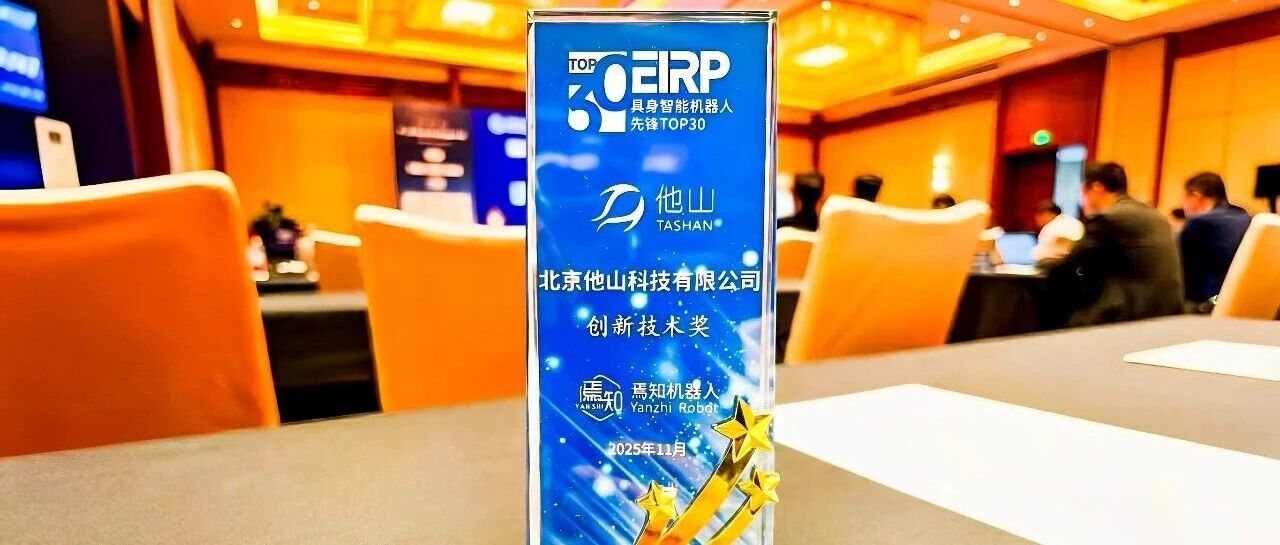 TOP
30 EIRP
具身智能机器人
先锋TOP30
他山
TASHAN
北京他山科技有限公司
创新技术奖
焉知 焉知机器人
YANSHI Yanzhi Robot
2025年11月